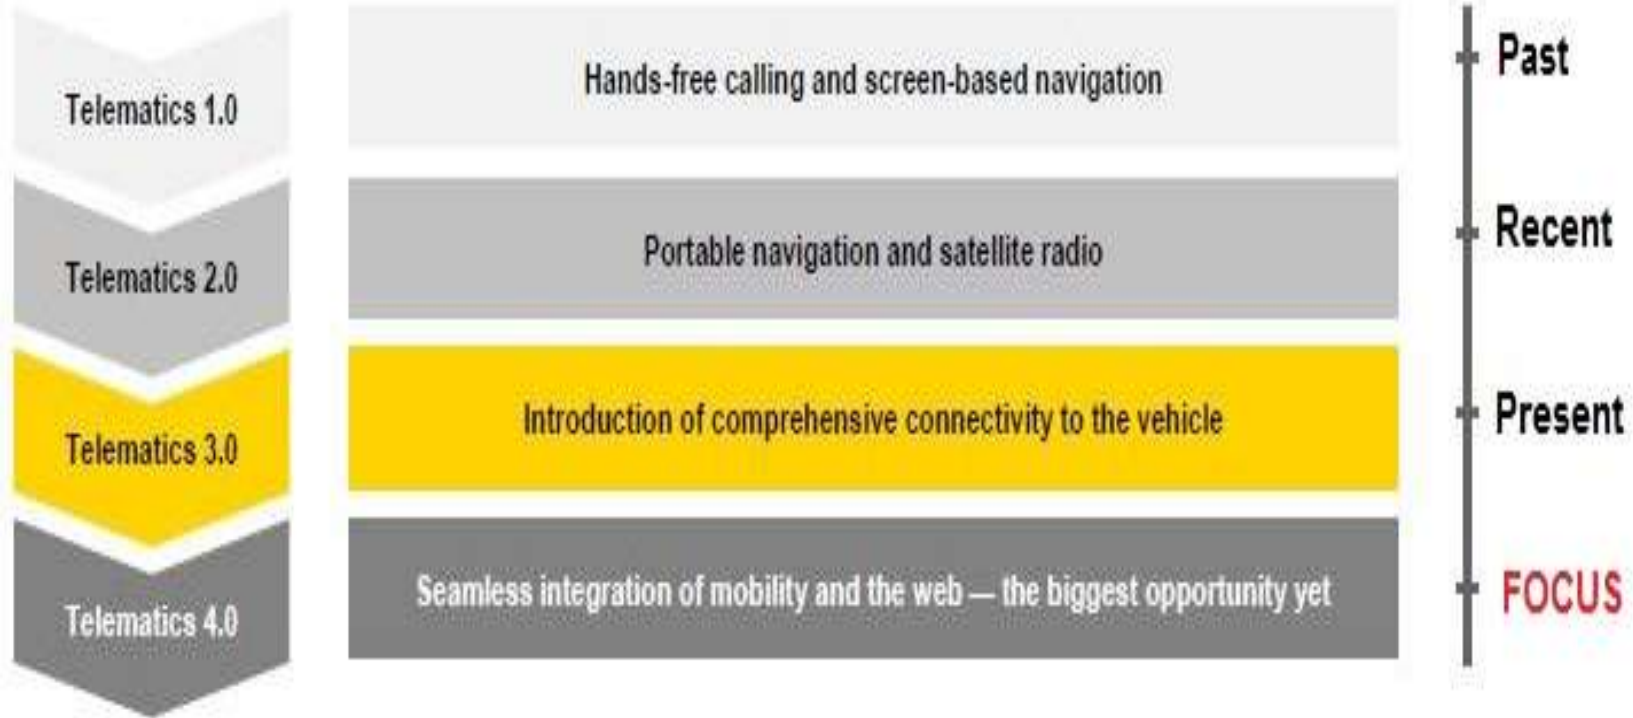 Telematics 1.0
Hands-free calling and screen-based navigation
Past
Telematics 2.0
Portable navigation and satellite radio
Recent
Telematics 3.0
Introduction of comprehensive connectivity to the vehicle
Present
Telematics 4.0
Seamless integration of mobility and the web — the biggest opportunity yet
FOCUS